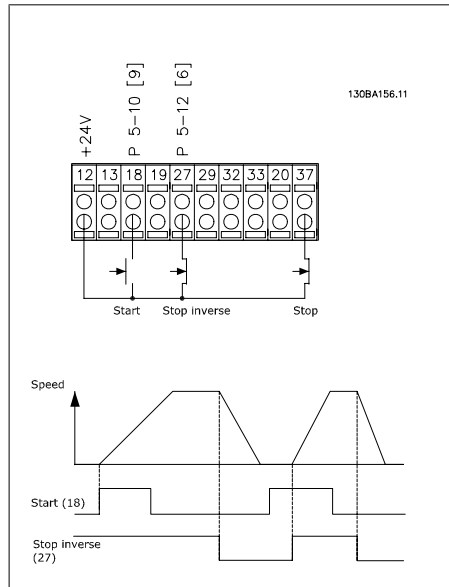 130BA156.11
+24V
P 5-10 [9]
P 5-12 [6]
12 13 18 19 27 29 32 33 20 37
Start Stop inverse Stop
Speed
Start (18)
Stop inverse
(27)